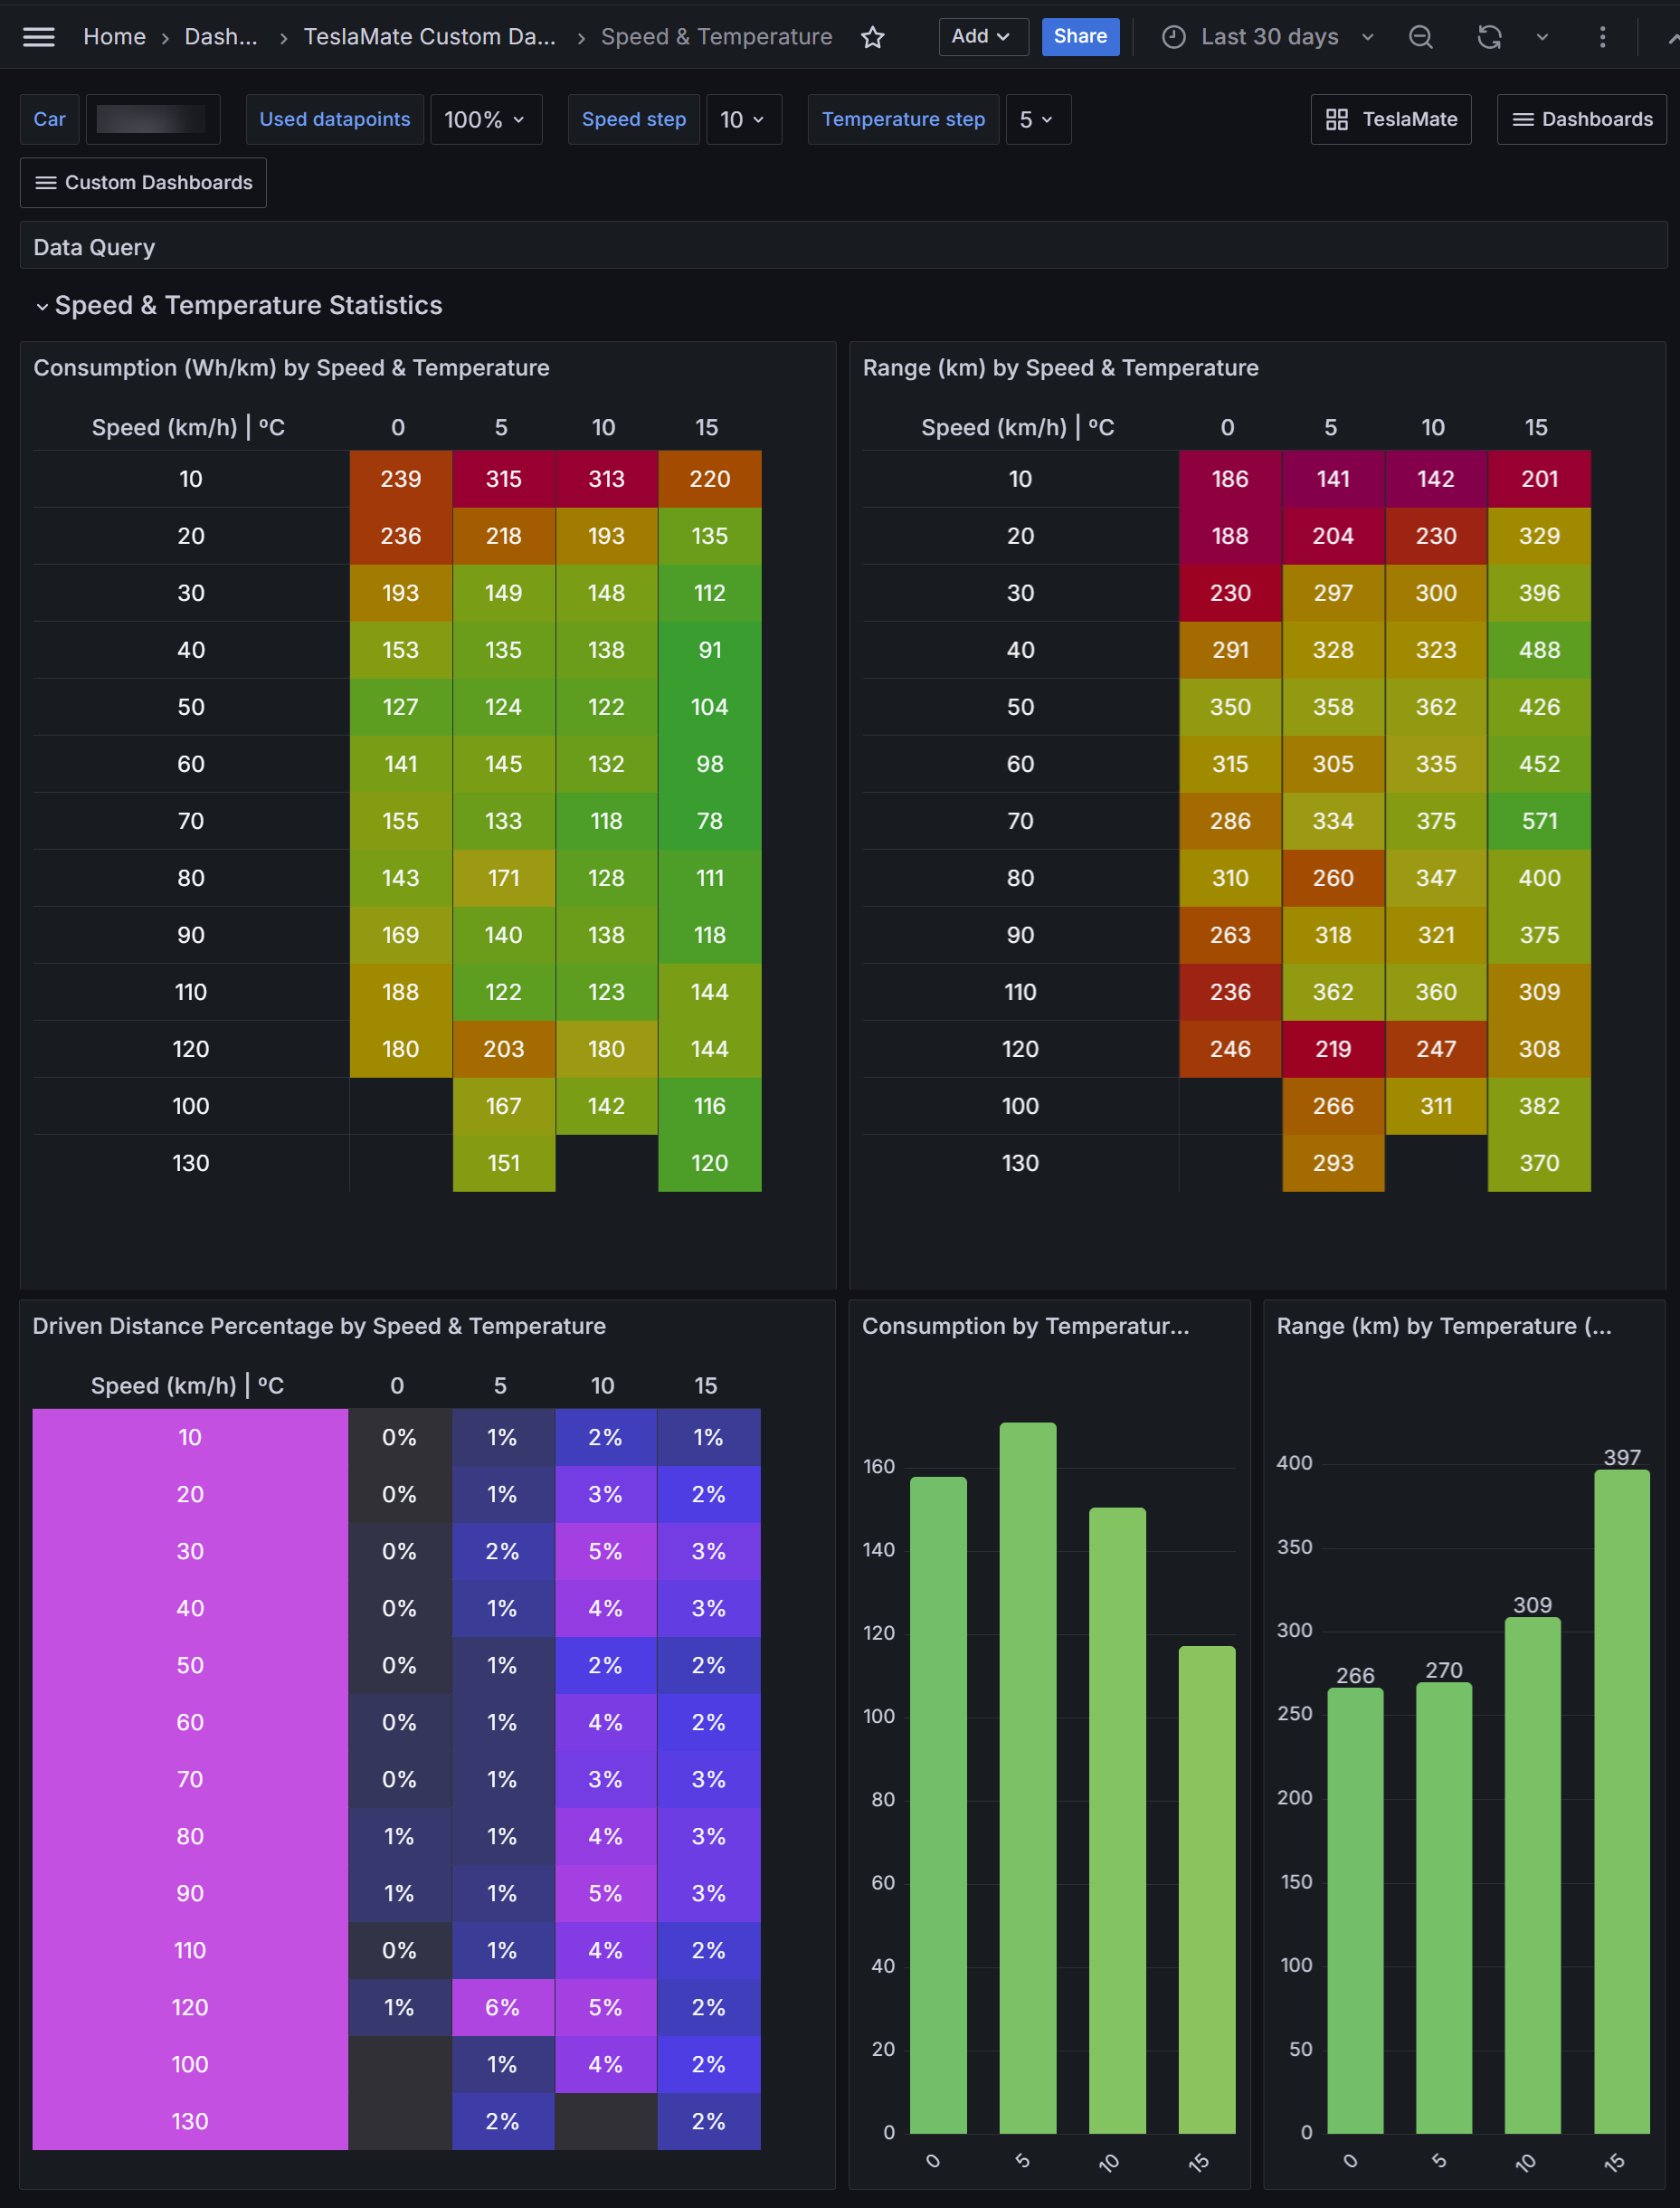 Home › Dash... › TeslaMate Custom Da... › Speed & Temperature Add Share Last 30 days
Car Used datapoints 100% Speed step 10 Temperature step 5 TeslaMate Dashboards
Custom Dashboards
Data Query
Speed & Temperature Statistics
Consumption (Wh/km) by Speed & Temperature
Speed (km/h) | ºC 0 5 10 15
10 239 315 313 220
20 236 218 193 135
30 193 149 148 112
40 153 135 138 91
50 127 124 122 104
60 141 145 132 98
70 155 133 118 78
80 143 171 128 111
90 169 140 138 118
110 188 122 123 144
120 180 203 180 144
100 167 142 116
130 151 120
Range (km) by Speed & Temperature
Speed (km/h) | ºC 0 5 10 15
10 186 141 142 201
20 188 204 230 329
30 230 297 300 396
40 291 328 323 488
50 350 358 362 426
60 315 305 335 452
70 286 334 375 571
80 310 260 347 400
90 263 318 321 375
110 236 362 360 309
120 246 219 247 308
100 266 311 382
130 293 370
Driven Distance Percentage by Speed & Temperature
Speed (km/h) | ºC 0 5 10 15
10 0% 1% 2% 1%
20 0% 1% 3% 2%
30 0% 2% 5% 3%
40 0% 1% 4% 3%
50 0% 1% 2% 2%
60 0% 1% 4% 2%
70 0% 1% 3% 3%
80 1% 1% 4% 3%
90 1% 1% 5% 3%
110 0% 1% 4% 2%
120 1% 6% 5% 2%
100 1% 4% 2%
130 2% 2%
Consumption by Temperatur...
160
140
120
100
80
60
40
20
0
0 5 10 15
Range (km) by Temperature (...
400
350
300
250
200
150
100
50
0
266 270 309 397
0 5 10 15